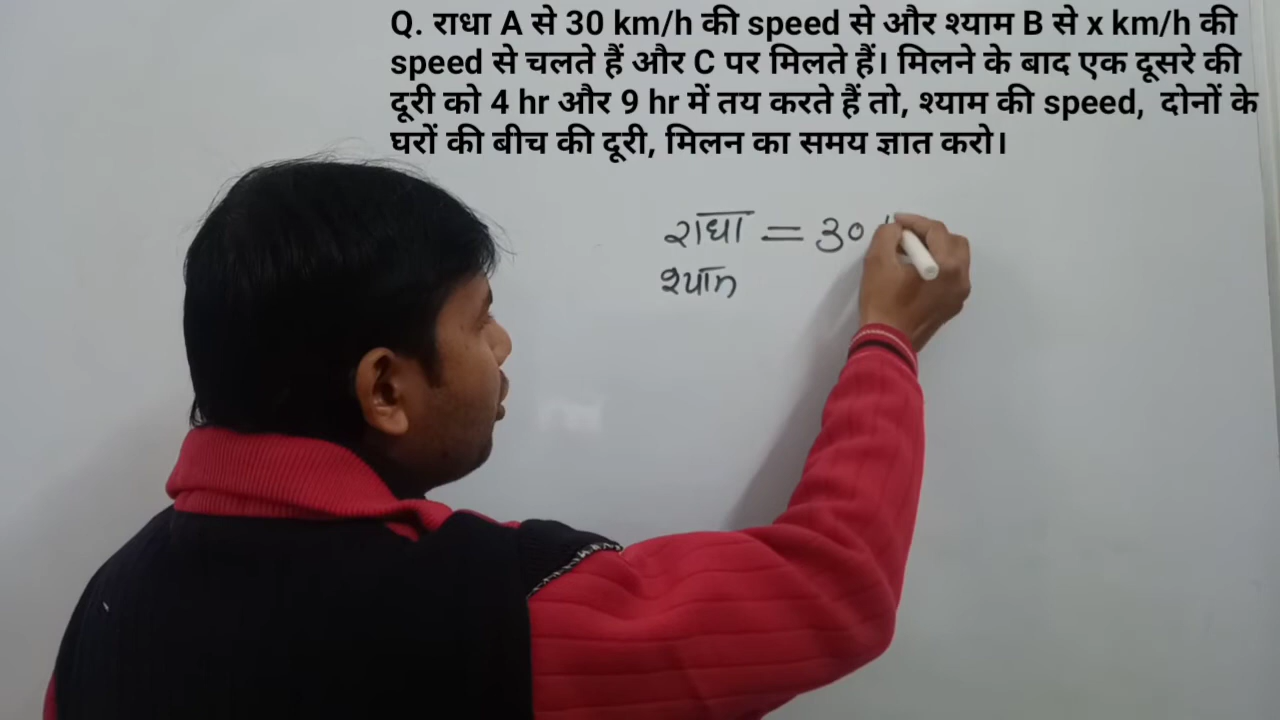 Q. राधा A से 30 km/h की speed से और श्याम B से x km/h की
speed से चलते हैं और C पर मिलते हैं। मिलने के बाद एक दूसरे की
दूरी को 4 hr और 9 hr में तय करते हैं तो, श्याम की speed, दोनों के
घरों की बीच की दूरी, मिलन का समय ज्ञात करो।
राधा = 30
श्याम